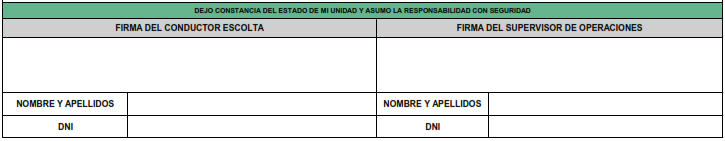 DEJO CONSTANCIA DEL ESTADO DE MI UNIDAD Y ASUMO LA RESPONSABILIDAD CON SEGURIDAD
FIRMA DEL CONDUCTOR ESCOLTA FIRMA DEL SUPERVISOR DE OPERACIONES
NOMBRE Y APELLIDOS NOMBRE Y APELLIDOS
DNI DNI